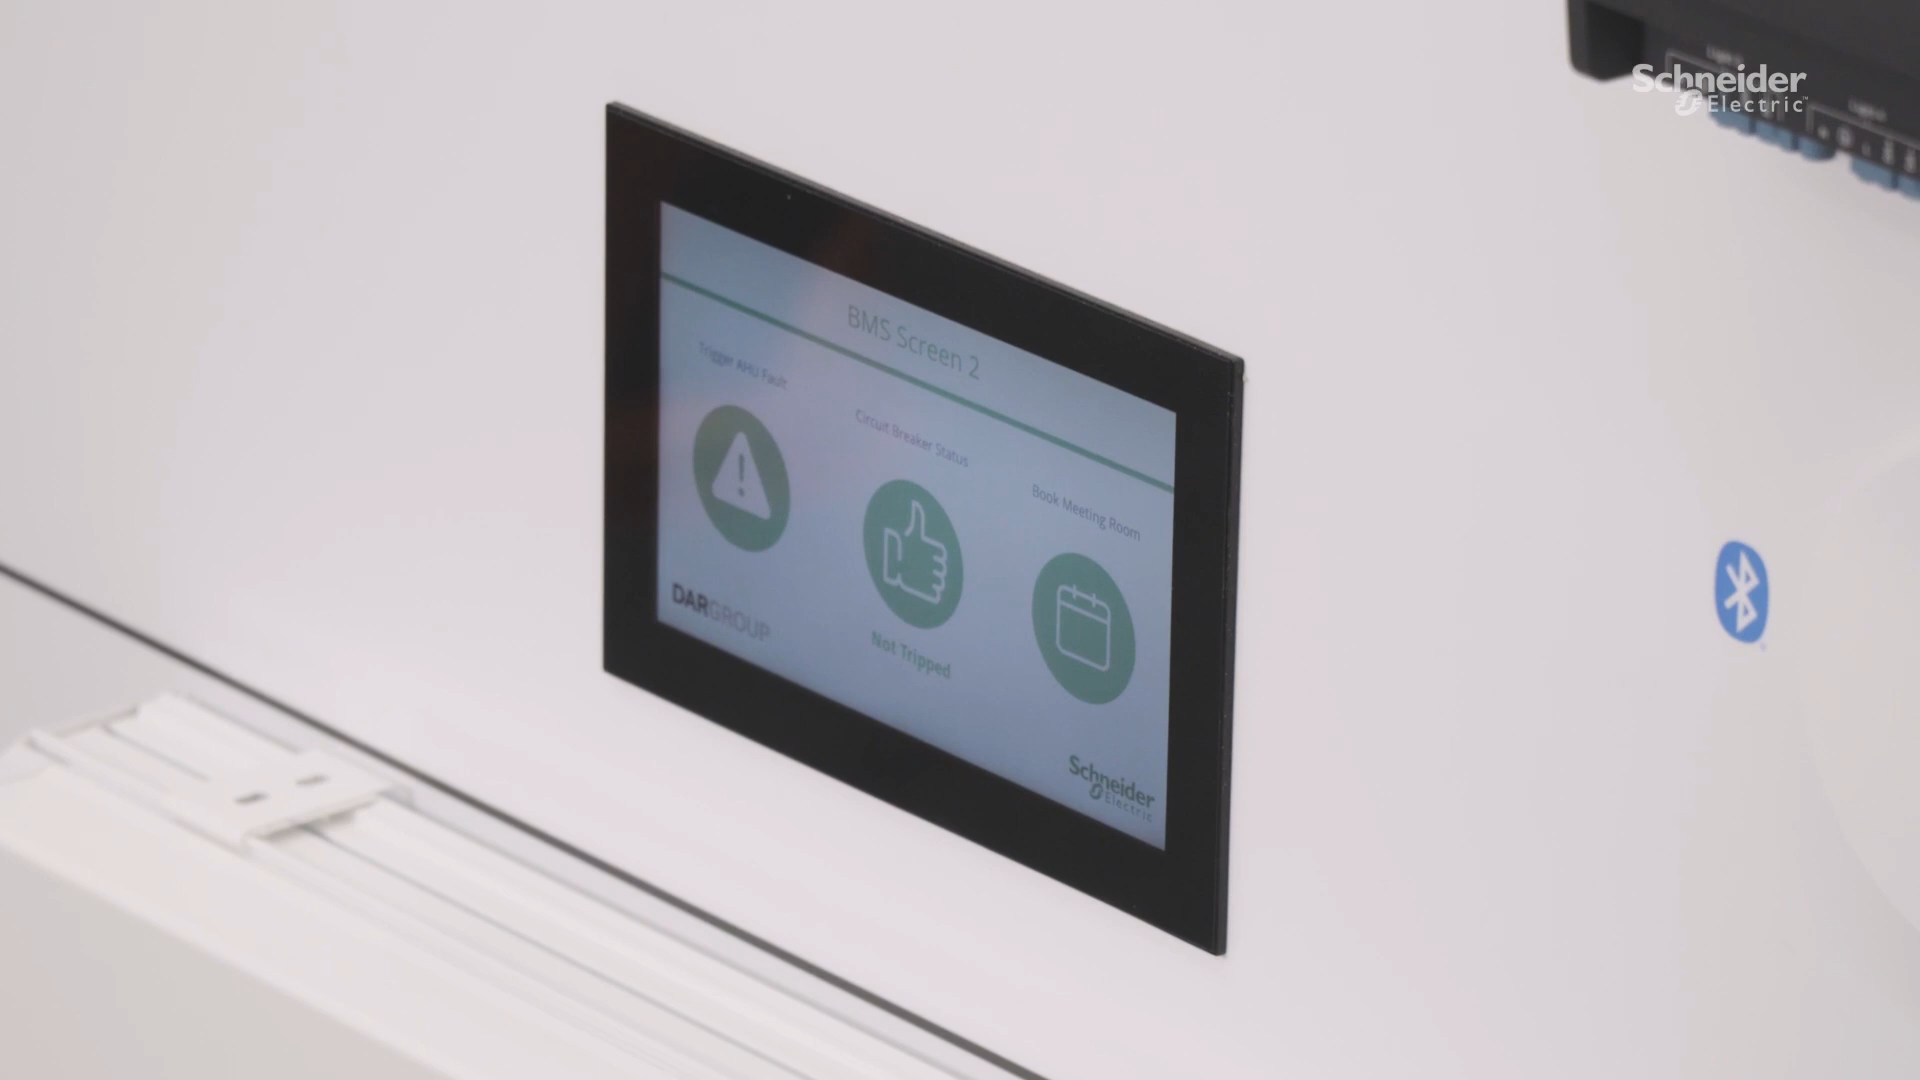 Schneider
Electric
BMS Screen 2
Trigger AHU Fault
Circuit Breaker Status
Book Meeting Room
Not Tripped
DARGROUP
Schneider
Electric